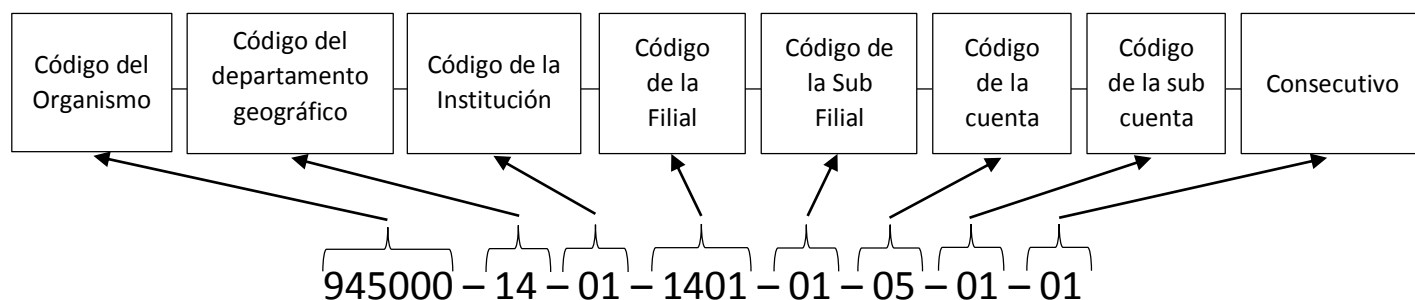 Código del
Organismo
Código del
departamento
geográfico
Código de la
Institución
Código
de la
Filial
Código de
la Sub
Filial
Código
de la
cuenta
Código
de la sub
cuenta
Consecutivo
945000 – 14 – 01 – 1401 – 01 – 05 – 01 – 01